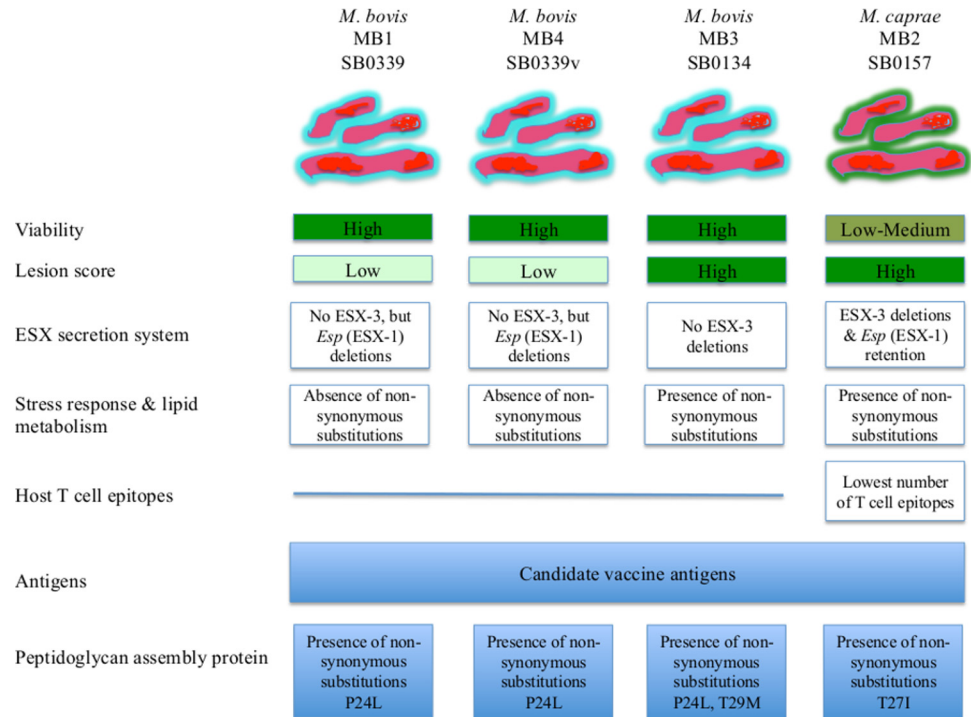 M. bovis
MB1
SB0339
M. bovis
MB4
SB0339v
M. bovis
MB3
SB0134
M. caprae
MB2
SB0157
Viability
High
High
High
Low-Medium
Lesion score
Low
Low
High
High
ESX secretion system
No ESX-3, but
Esp (ESX-1)
deletions
No ESX-3, but
Esp (ESX-1)
deletions
No ESX-3
deletions
ESX-3 deletions
& Esp (ESX-1)
retention
Stress response & lipid
metabolism
Absence of non-
synonymous
substitutions
Absence of non-
synonymous
substitutions
Presence of non-
synonymous
substitutions
Presence of non-
synonymous
substitutions
Host T cell epitopes
Lowest number
of T cell epitopes
Antigens
Candidate vaccine antigens
Peptidoglycan assembly protein
Presence of non-
synonymous
substitutions
P24L
Presence of non-
synonymous
substitutions
P24L
Presence of non-
synonymous
substitutions
P24L, T29M
Presence of non-
synonymous
substitutions
T27I